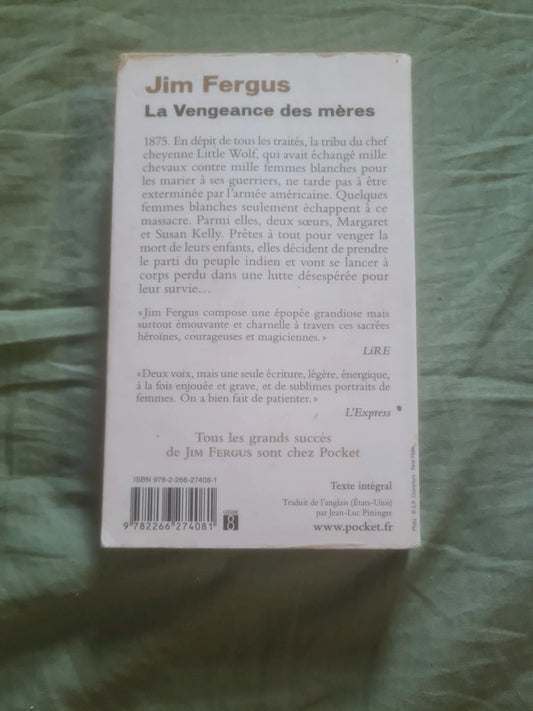 Jim Fergus
La Vengeance des mères
1875. En dépit de tous les traités, la tribu du chef
cheyenne Little Wolf, qui avait échangé mille
chevaux contre mille femmes blanches pour
les marier à ses guerriers, ne tarde pas à être
exterminée par l'armée américaine. Quelques
femmes blanches seulement échappent à ce
massacre. Parmi elles, deux sœurs, Margaret
et Susan Kelly. Prêtes à tout pour venger la
mort de leurs enfants, elles décident de prendre
le parti du peuple indien et vont se lancer à
corps perdu dans une lutte désespérée pour
leur survie…
« Jim Fergus compose une épopée grandiose mais
surtout émouvante et charnelle à travers ces sacrées
héroïnes, courageuses et magiciennes. »
LiRE
« Deux voix, mais une seule écriture, légère, énergique,
à la fois enjouée et grave, et de sublimes portraits de
femmes. On a bien fait de patienter. »
L'Express
Tous les grands succès
de JIM FERGUS sont chez Pocket
ISBN 978-2-266-27408-1
9 782266 274081
Texte intégral
Traduit de l'anglais (États-Unis)
par Jean-Luc Piningre
www.pocket.fr